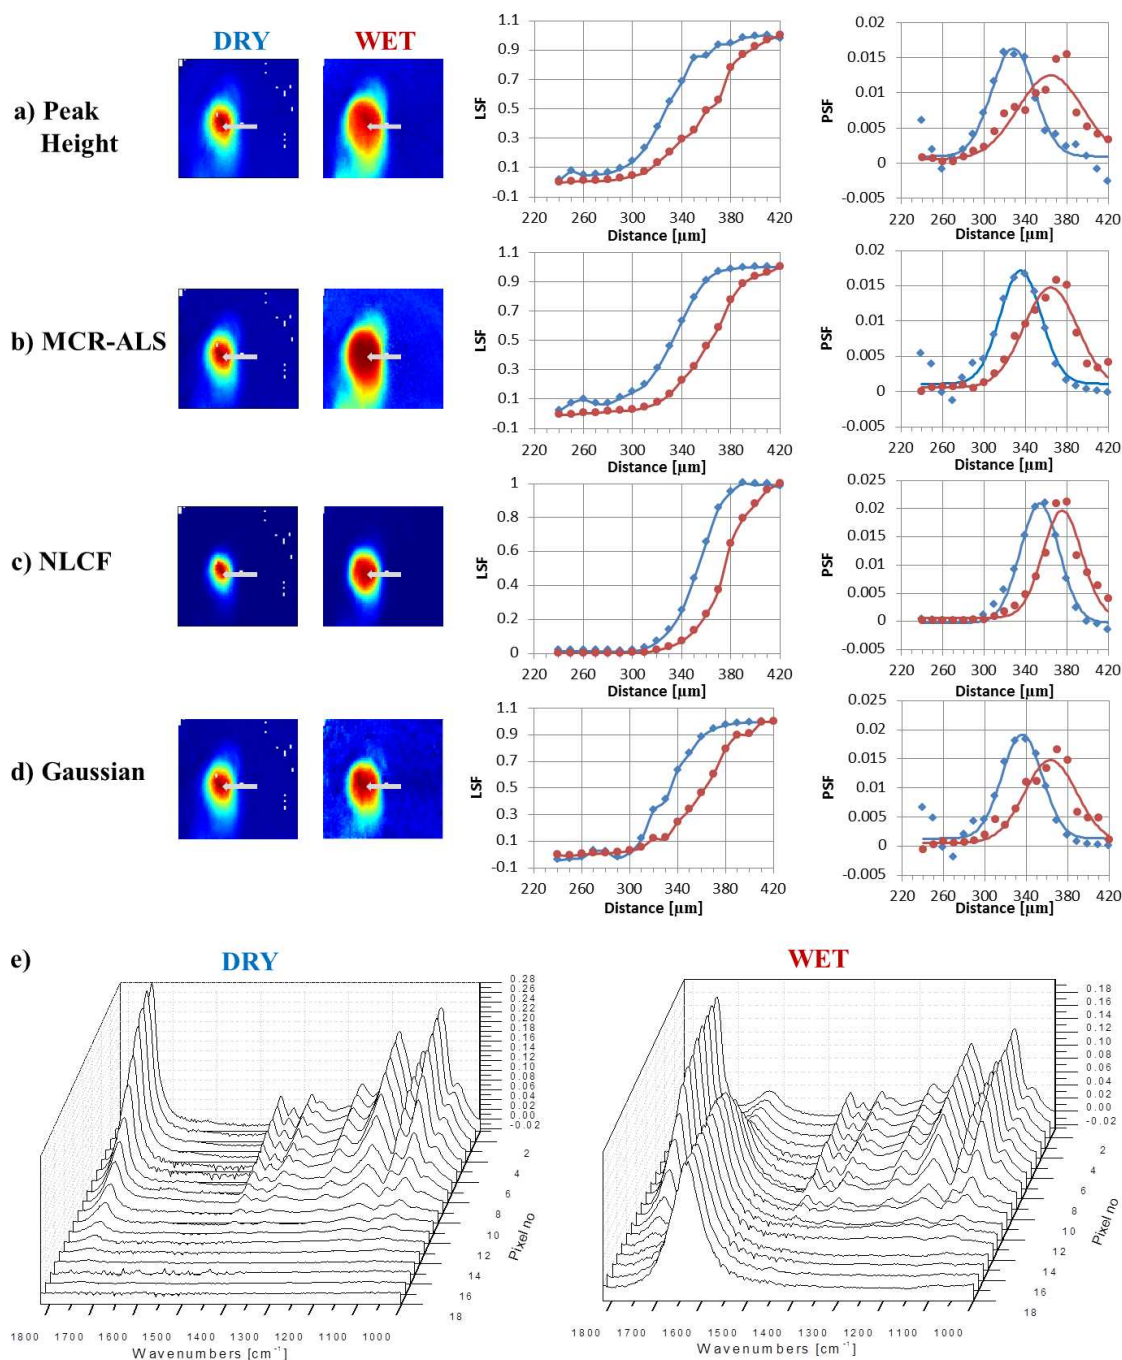 DRY WET
a) Peak
Height
LSF
1.1
0.9
0.7
0.5
0.3
0.1
-0.1
220 260 300 340 380 420
Distance [µm]
PSF
0.02
0.015
0.01
0.005
0
-0.005
220 260 300 340 380 420
Distance [µm]
b) MCR-ALS
LSF
1.1
0.9
0.7
0.5
0.3
0.1
-0.1
220 260 300 340 380 420
Distance [µm]
PSF
0.02
0.015
0.01
0.005
0
-0.005
220 260 300 340 380 420
Distance [µm]
c) NLCF
LSF
1
0.8
0.6
0.4
0.2
0
220 260 300 340 380 420
Distance [µm]
PSF
0.025
0.02
0.015
0.01
0.005
0
-0.005
220 260 300 340 380 420
Distance [µm]
d) Gaussian
LSF
1.1
0.9
0.7
0.5
0.3
0.1
-0.1
220 260 300 340 380 420
Distance [µm]
PSF
0.025
0.02
0.015
0.01
0.005
0
-0.005
220 260 300 340 380 420
Distance [µm]
e)
DRY
0.28
0.26
0.24
0.22
0.20
0.18
0.16
0.14
0.12
0.10
0.08
0.06
0.04
0.02
0.00
-0.02
2
4
6
8
10
12
14
16
18
Pixel no
1800 1700 1600 1500 1400 1300 1200 1100 1000
Wavenumbers [cm⁻¹]
WET
0.18
0.16
0.14
0.12
0.10
0.08
0.06
0.04
0.02
0.00
-0.02
2
4
6
8
10
12
14
16
18
Pixel no
1800 1700 1600 1500 1400 1300 1200 1100 1000
Wavenumbers [cm⁻¹]